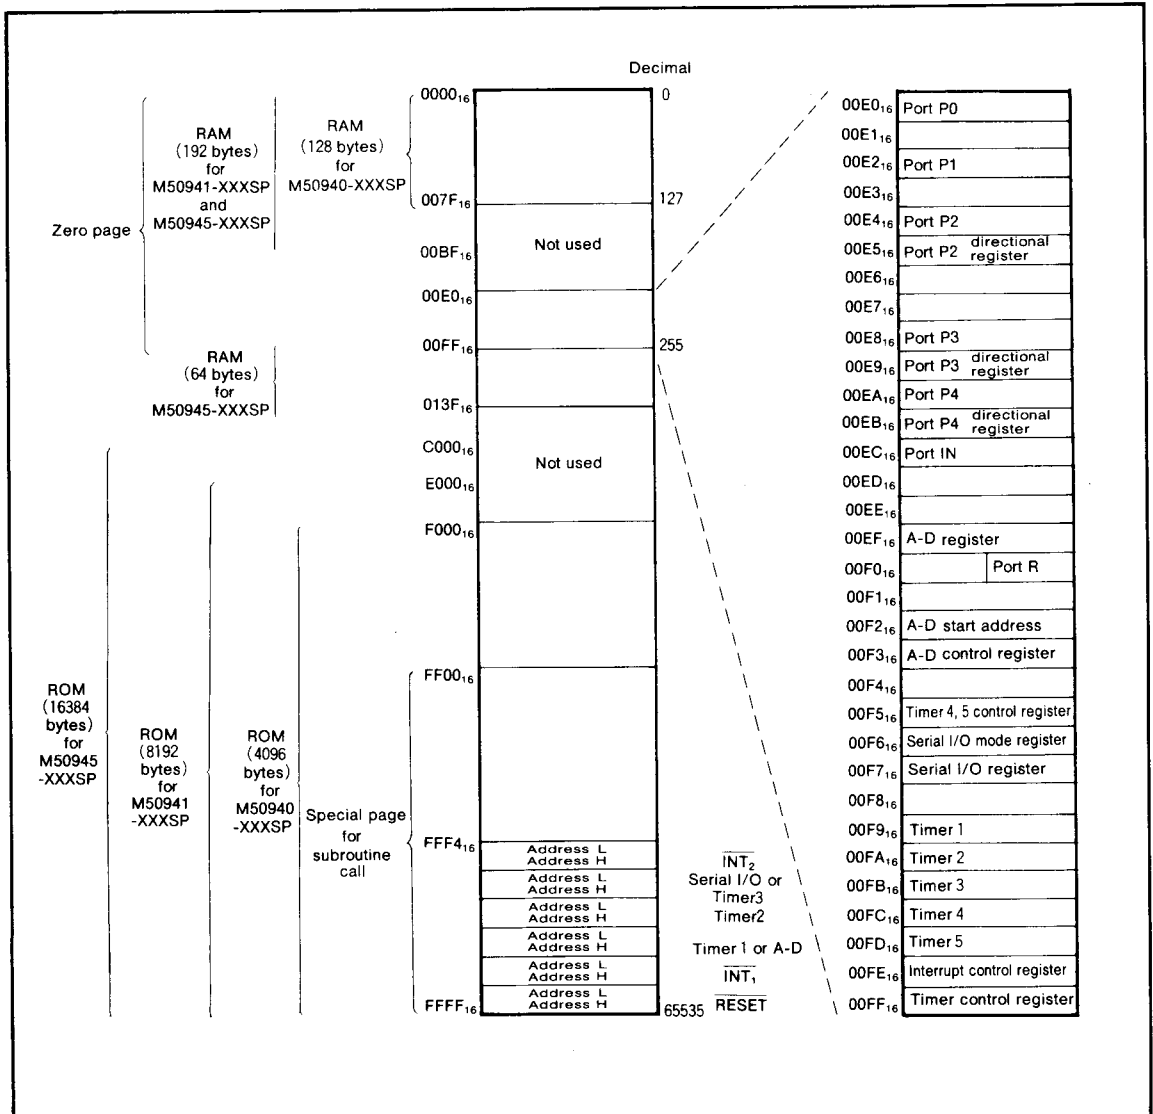 Decimal
0000₁₆
0
RAM
(192 bytes)
for
M50941-XXXSP
and
M50945-XXXSP
RAM
(128 bytes)
for
M50940-XXXSP
007F₁₆
127
Zero page
00BF₁₆
Not used
00E0₁₆
00FF₁₆
255
RAM
(64 bytes)
for
M50945-XXXSP
013F₁₆
C000₁₆
Not used
E000₁₆
F000₁₆
FF00₁₆
ROM
(16384
bytes)
for
M50945
-XXXSP
ROM
(8192
bytes)
for
M50941
-XXXSP
ROM
(4096
bytes)
for
M50940
-XXXSP
Special page
for
subroutine
call
FFF4₁₆
Address L
Address H
INT₂
Address L
Address H
Serial I/O or
Timer3
Address L
Address H
Timer2
Address L
Address H
Timer 1 or A-D
Address L
Address H
INT₁
Address L
Address H
FFFF₁₆
65535
RESET
00E0₁₆ Port P0
00E1₁₆
00E2₁₆ Port P1
00E3₁₆
00E4₁₆ Port P2
00E5₁₆ Port P2 directional
register
00E6₁₆
00E7₁₆
00E8₁₆ Port P3
00E9₁₆ Port P3 directional
register
00EA₁₆ Port P4
00EB₁₆ Port P4 directional
register
00EC₁₆ Port IN
00ED₁₆
00EE₁₆
00EF₁₆ A-D register
00F0₁₆ Port R
00F1₁₆
00F2₁₆ A-D start address
00F3₁₆ A-D control register
00F4₁₆
00F5₁₆ Timer 4, 5 control register
00F6₁₆ Serial I/O mode register
00F7₁₆ Serial I/O register
00F8₁₆
00F9₁₆ Timer 1
00FA₁₆ Timer 2
00FB₁₆ Timer 3
00FC₁₆ Timer 4
00FD₁₆ Timer 5
00FE₁₆ Interrupt control register
00FF₁₆ Timer control register